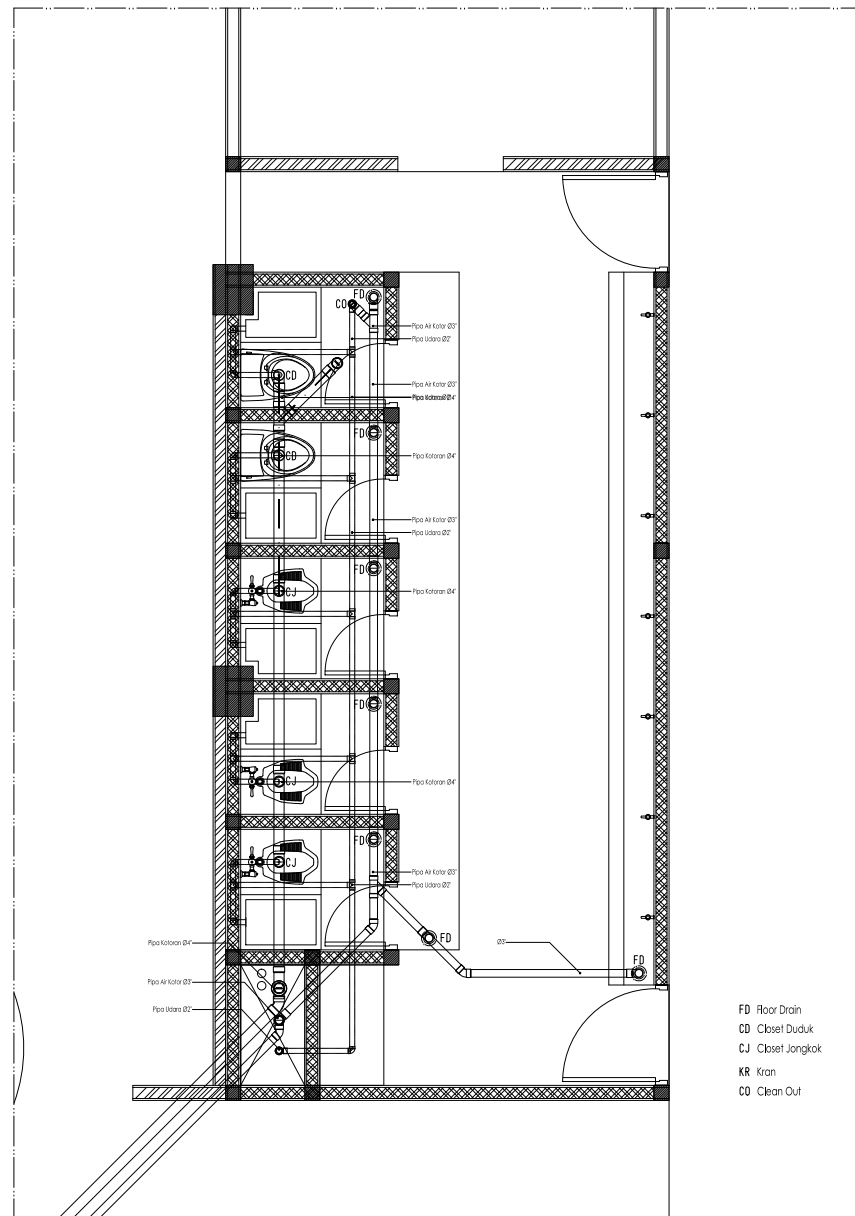 FD
CO
Pipa Air Kotor Ø3"
Pipa Udara Ø2"
CD
Pipa Air Kotor Ø3"
Pipa Kotoran Ø4"
FD
CD
Pipa Kotoran Ø4"
Pipa Air Kotor Ø3"
Pipa Udara Ø2"
FD
CJ
Pipa Kotoran Ø4"
FD
CJ
Pipa Kotoran Ø4"
FD
CJ
Pipa Air Kotor Ø3"
Pipa Udara Ø2"
FD
Pipa Kotoran Ø4"
Ø3"
FD
Pipa Air Kotor Ø3"
Pipa Udara Ø2"
FD Floor Drain
CD Closet Duduk
CJ Closet Jongkok
KR Kran
CO Clean Out